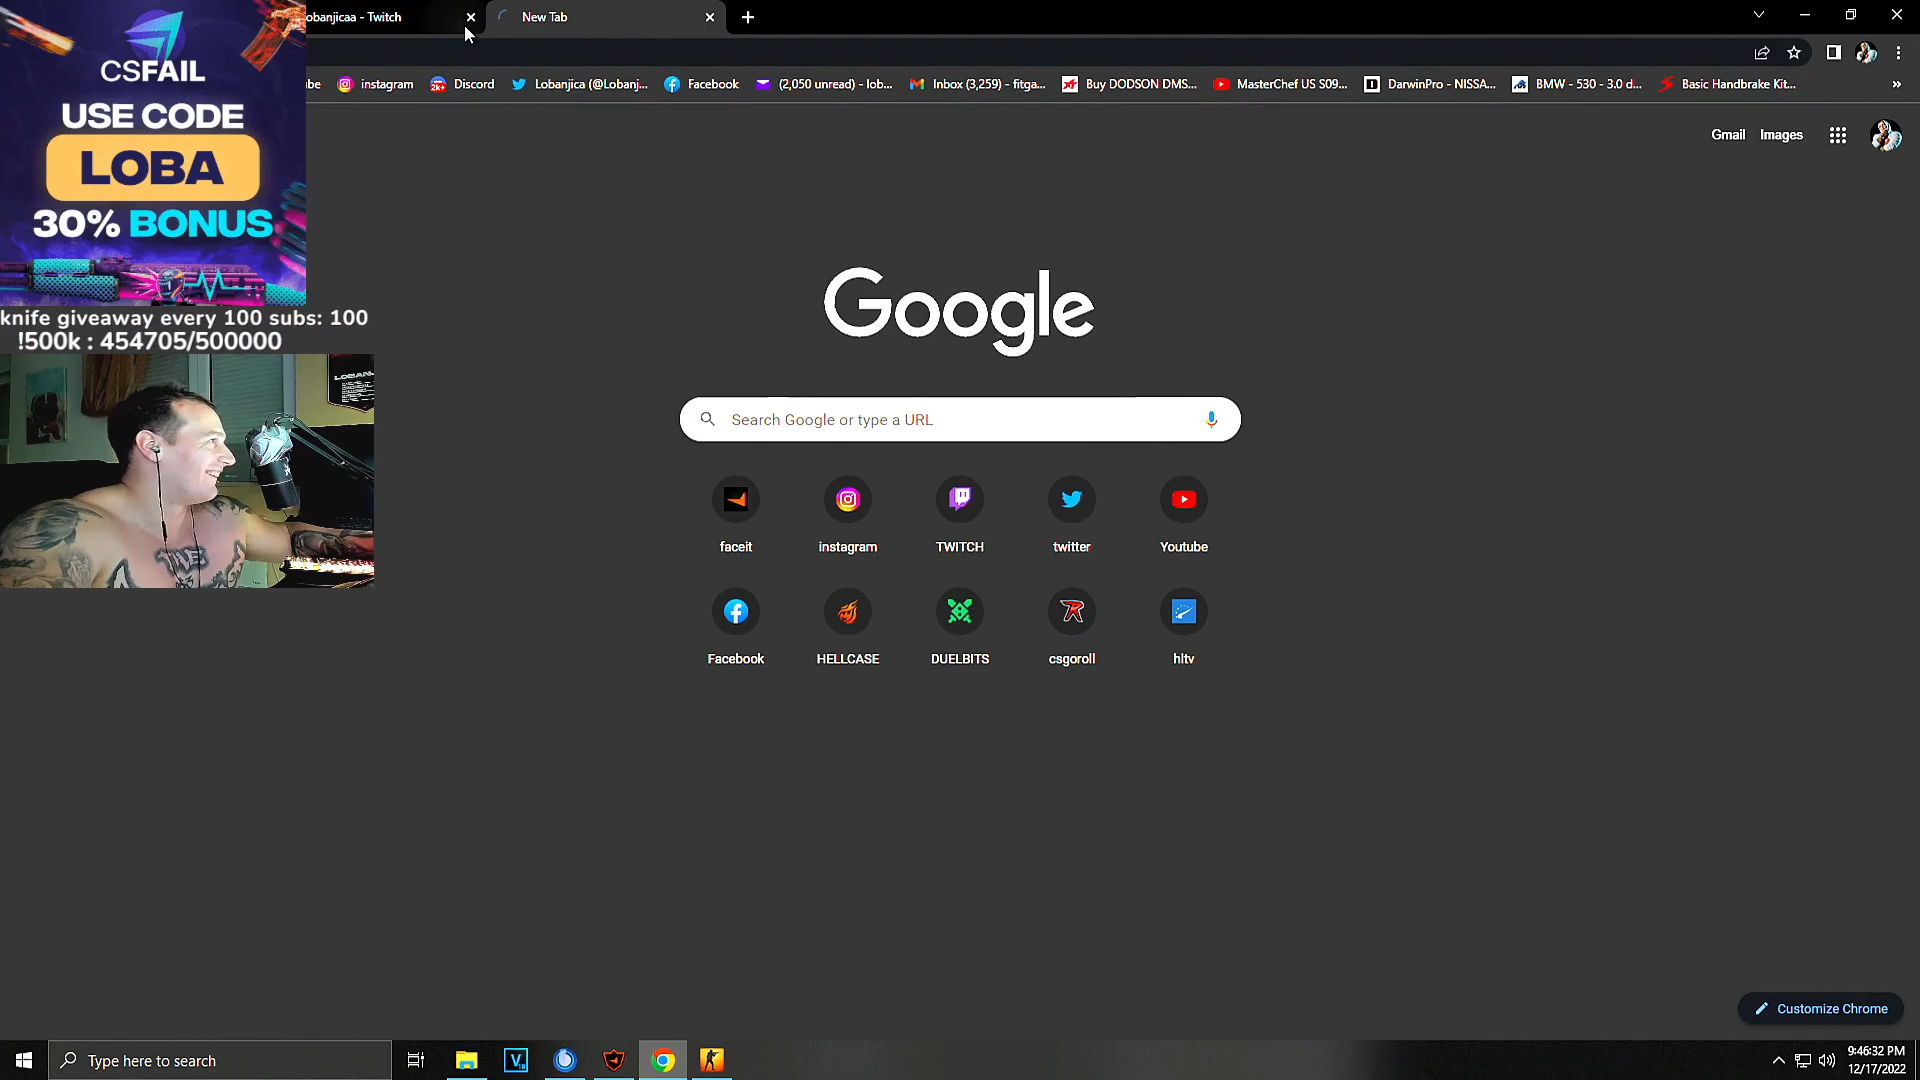 obanjicaa - Twitch
New Tab
be
instagram
Discord
Lobanjica (@Lobanj...
Facebook
(2,050 unread) - lob...
Inbox (3,259) - fitga...
Buy DODSON DMS...
MasterChef US S09...
DarwinPro - NISSA...
BMW - 530 - 3.0 d...
Basic Handbrake Kit...
CSFAIL
USE CODE
LOBA
30% BONUS
knife giveaway every 100 subs: 100
!500k : 454705/500000
Gmail
Images
Google
Search Google or type a URL
faceit
instagram
TWITCH
twitter
Youtube
Facebook
HELLCASE
DUELBITS
csgoroll
hltv
Customize Chrome
Type here to search
9:46:32 PM
12/17/2022